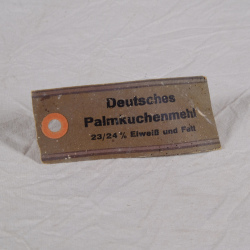 Deutsches
Palmkuchenmehl
23/24 % Eiweiß und Fett